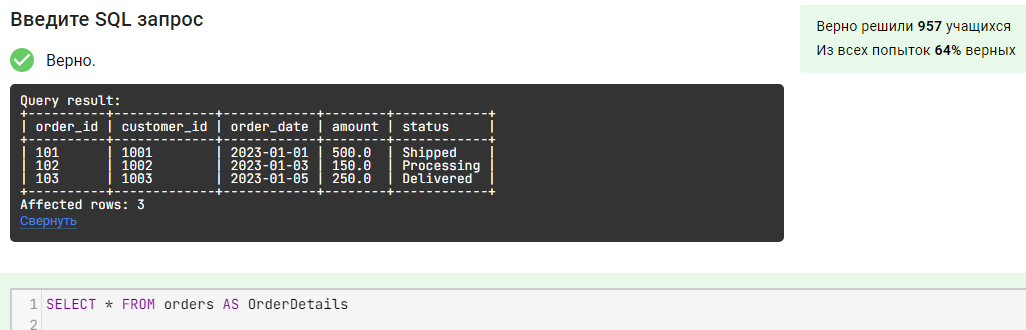 Введите SQL запрос
Верно.
Верно решили 957 учащихся
Из всех попыток 64% верных
Query result:
+----------+-------------+------------+--------+------------+
| order_id | customer_id | order_date | amount | status     |
+----------+-------------+------------+--------+------------+
| 101      | 1001        | 2023-01-01 | 500.0  | Shipped    |
| 102      | 1002        | 2023-01-03 | 150.0  | Processing |
| 103      | 1003        | 2023-01-05 | 250.0  | Delivered  |
+----------+-------------+------------+--------+------------+
Affected rows: 3
Свернуть
1 SELECT * FROM orders AS OrderDetails
2